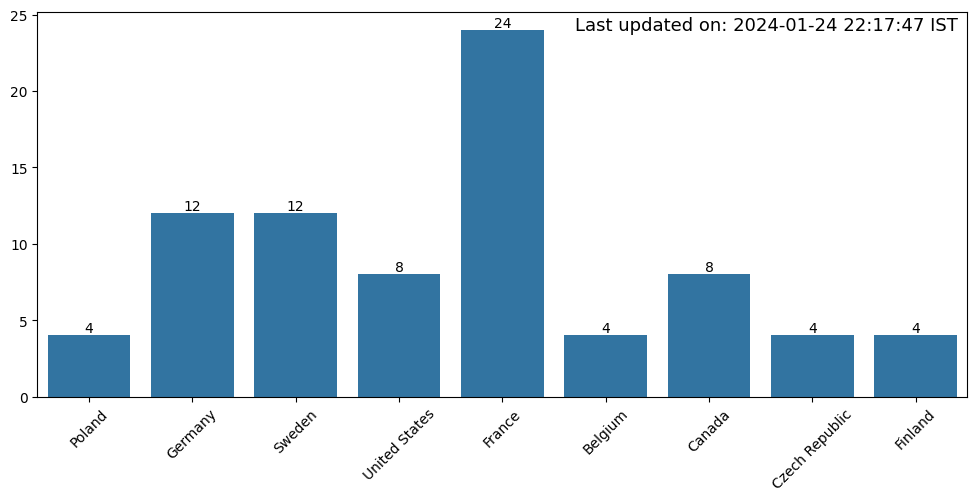 Last updated on: 2024-01-24 22:17:47 IST
25
20
15
10
5
0
4
12
12
8
24
4
8
4
4
Poland
Germany
Sweden
United States
France
Belgium
Canada
Czech Republic
Finland